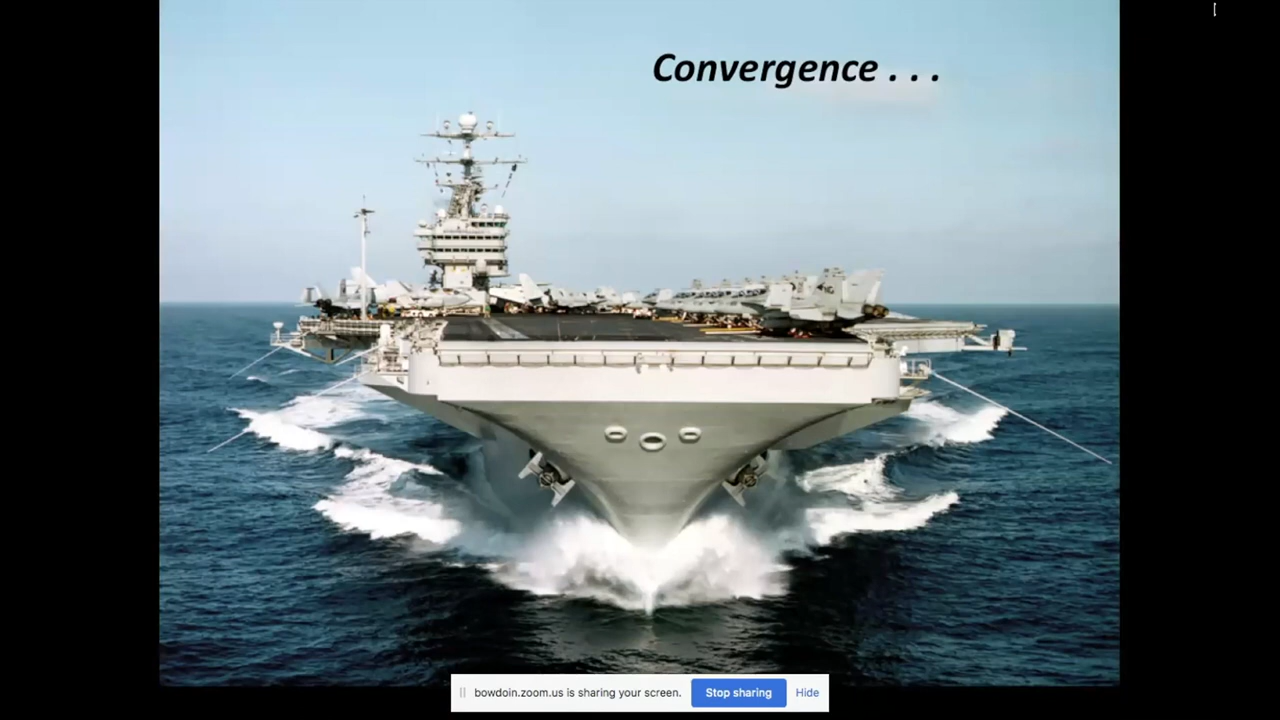 Convergence . . .
bowdoin.zoom.us is sharing your screen. Stop sharing Hide